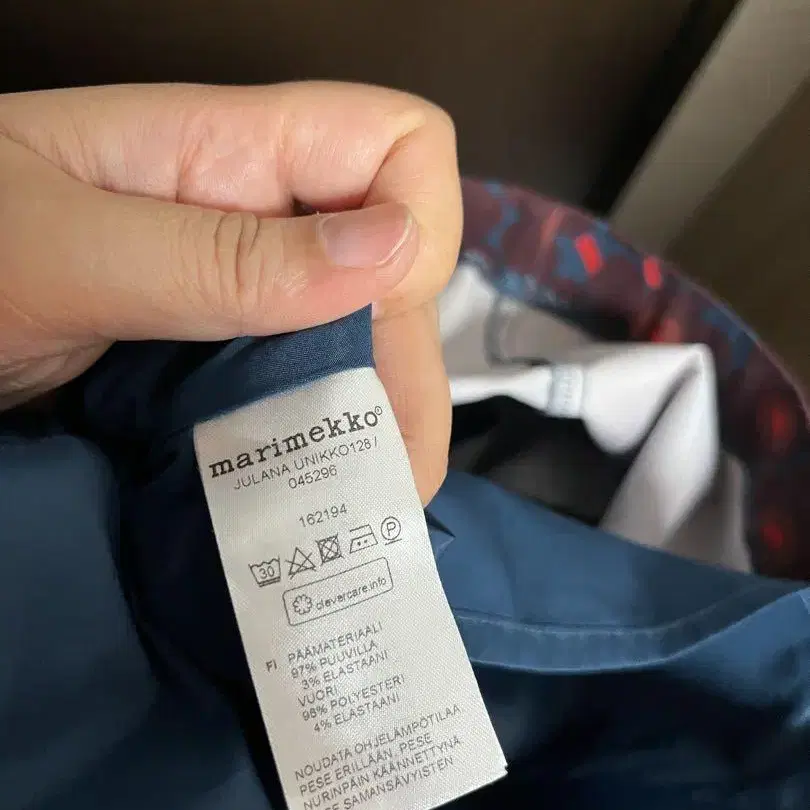 marimekko®
JULANA UNIKKO128 /
045296
162194
30 P
clevercare.info
FI PÄÄMATERIAALI
97% PUUVILLA
3% ELASTAANI
VUORI
96% POLYESTERI
4% ELASTAANI
NOUDATA OHJELÄMPÖTILAA.
PESE ERILLÄÄN. PESE
NURINPÄIN KÄÄNNETTYNÄ.
SAMANSÄVYISTEN